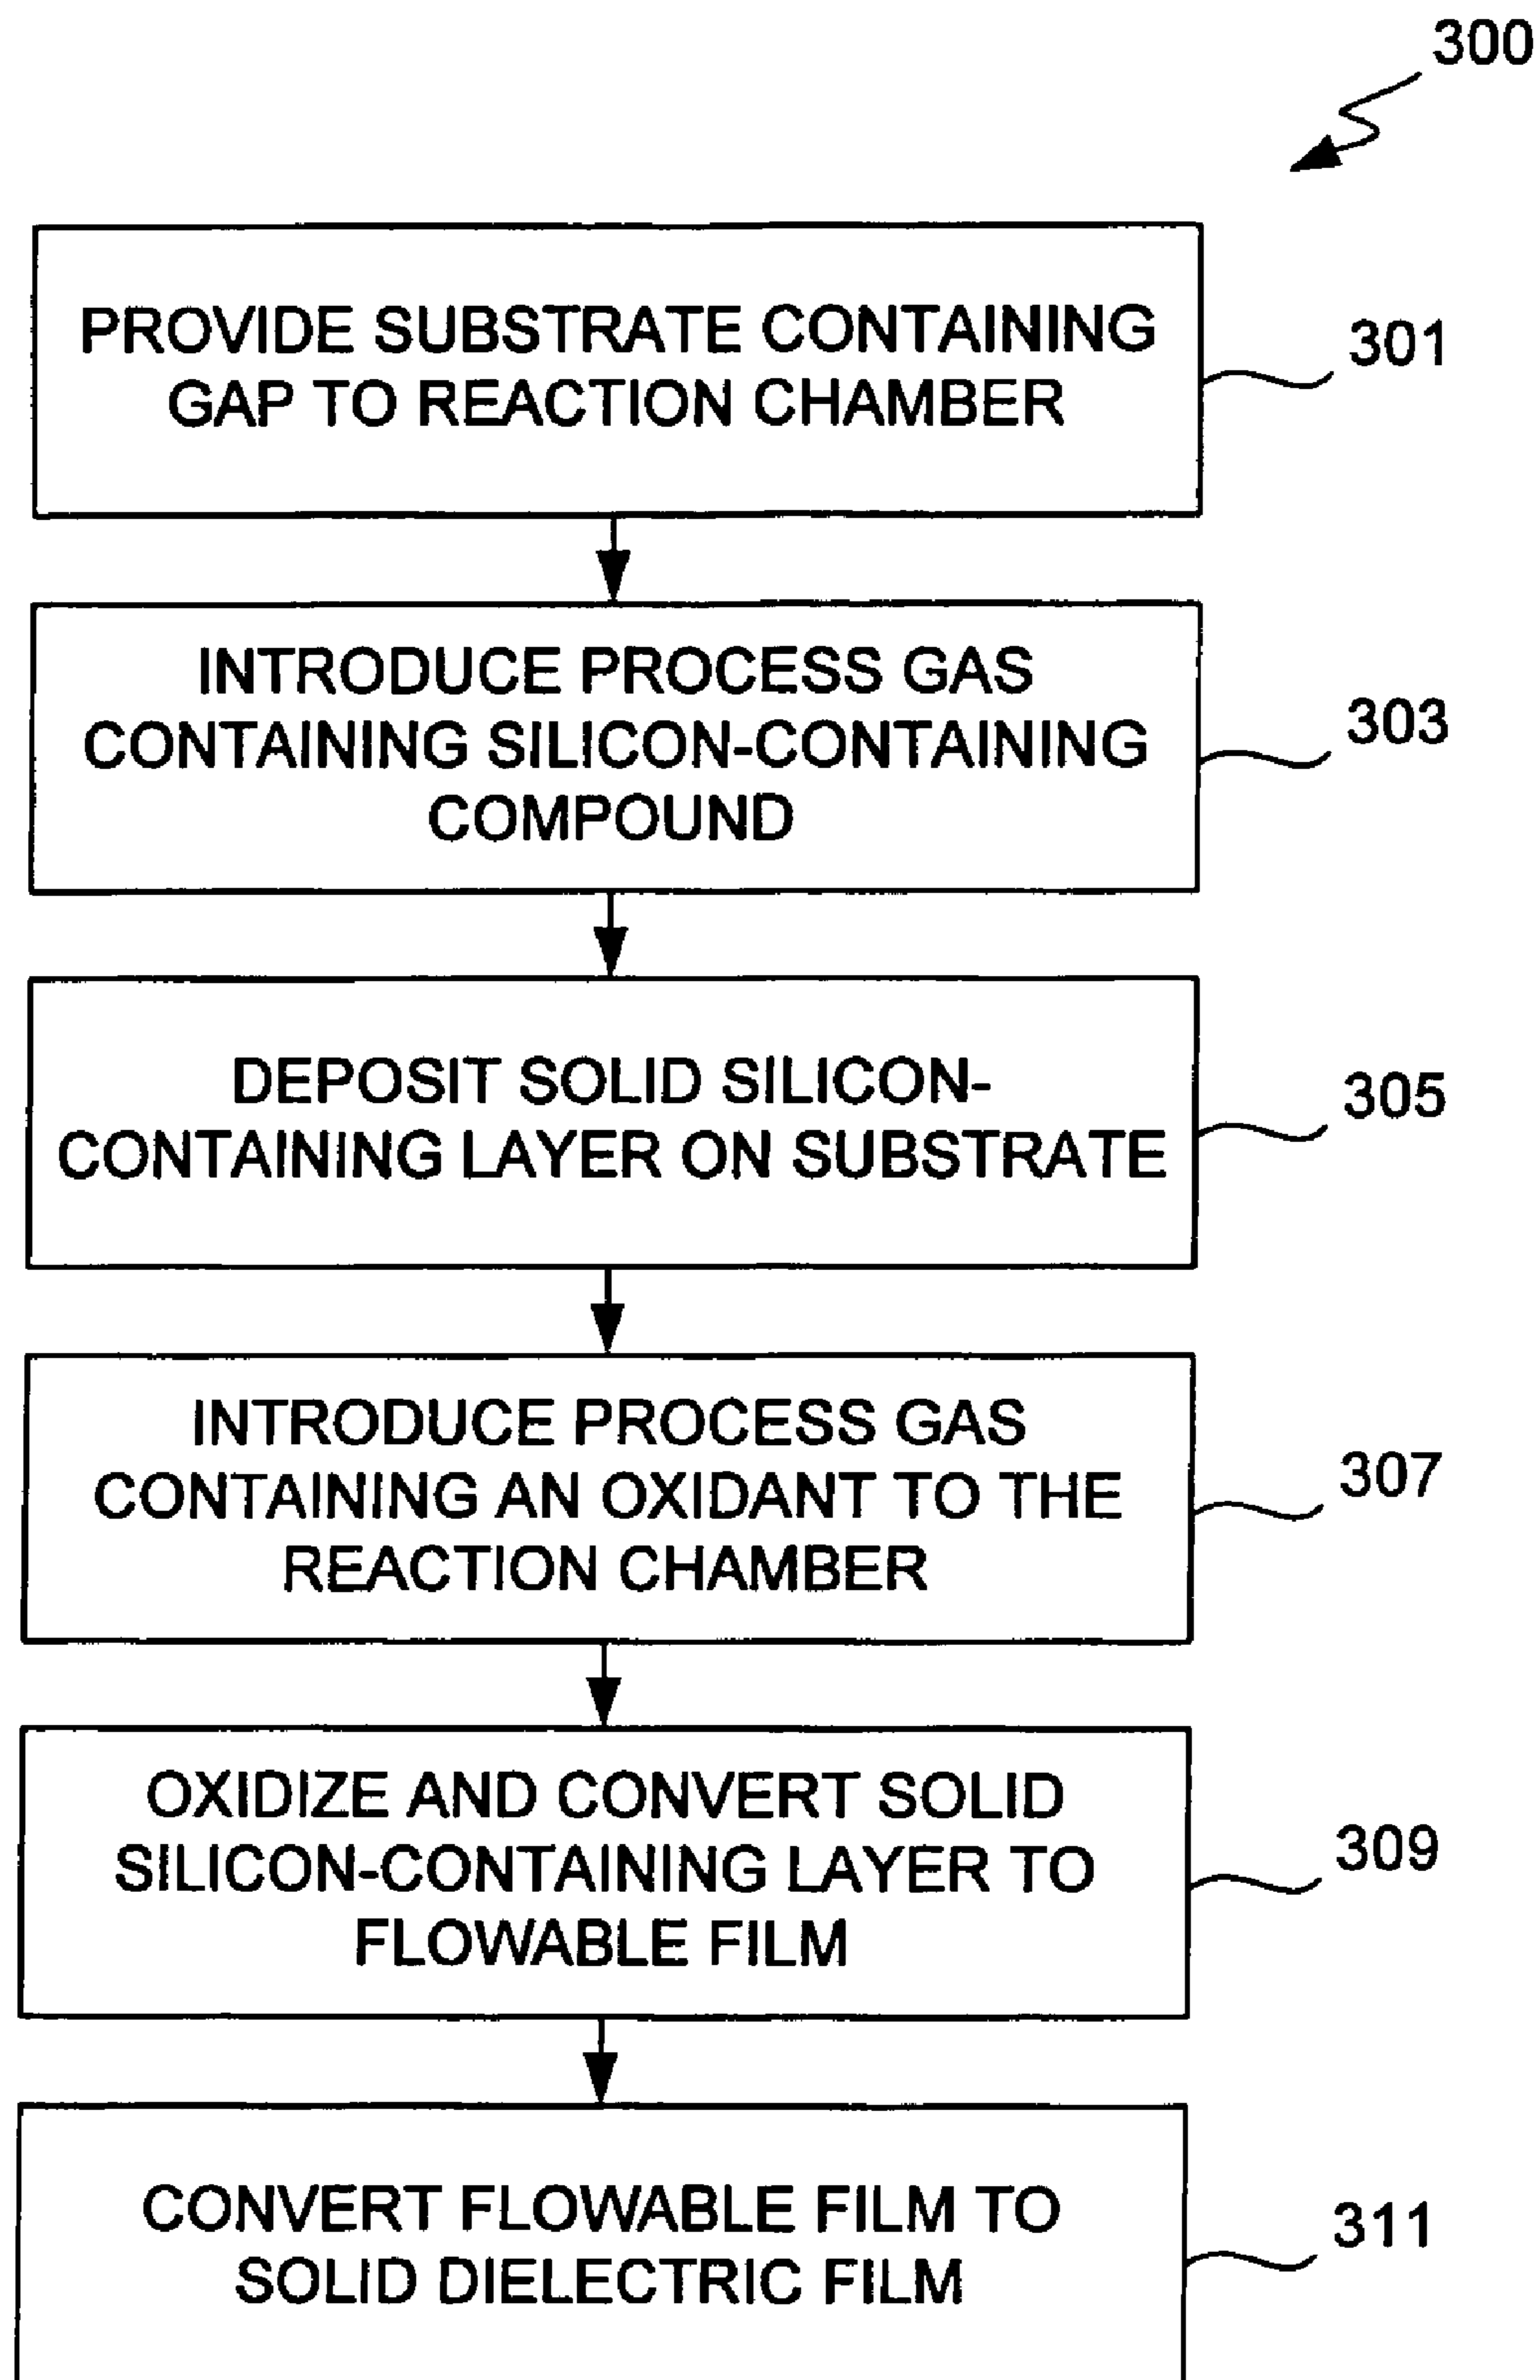 300
PROVIDE SUBSTRATE CONTAINING
GAP TO REACTION CHAMBER
301
INTRODUCE PROCESS GAS
CONTAINING SILICON-CONTAINING
COMPOUND
303
DEPOSIT SOLID SILICON-
CONTAINING LAYER ON SUBSTRATE
305
INTRODUCE PROCESS GAS
CONTAINING AN OXIDANT TO THE
REACTION CHAMBER
307
OXIDIZE AND CONVERT SOLID
SILICON-CONTAINING LAYER TO
FLOWABLE FILM
309
CONVERT FLOWABLE FILM TO
SOLID DIELECTRIC FILM
311